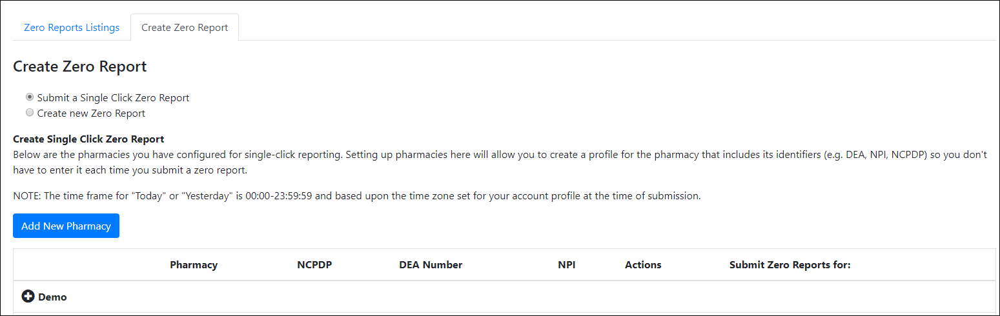 Zero Reports Listings Create Zero Report
Create Zero Report
Submit a Single Click Zero Report
Create new Zero Report
Create Single Click Zero Report
Below are the pharmacies you have configured for single-click reporting. Setting up pharmacies here will allow you to create a profile for the pharmacy that includes its identifiers (e.g. DEA, NPI, NCPDP) so you don't
have to enter it each time you submit a zero report.
NOTE: The time frame for "Today" or "Yesterday" is 00:00-23:59:59 and based upon the time zone set for your account profile at the time of submission.
Add New Pharmacy
Pharmacy NCPDP DEA Number NPI Actions Submit Zero Reports for:
Demo